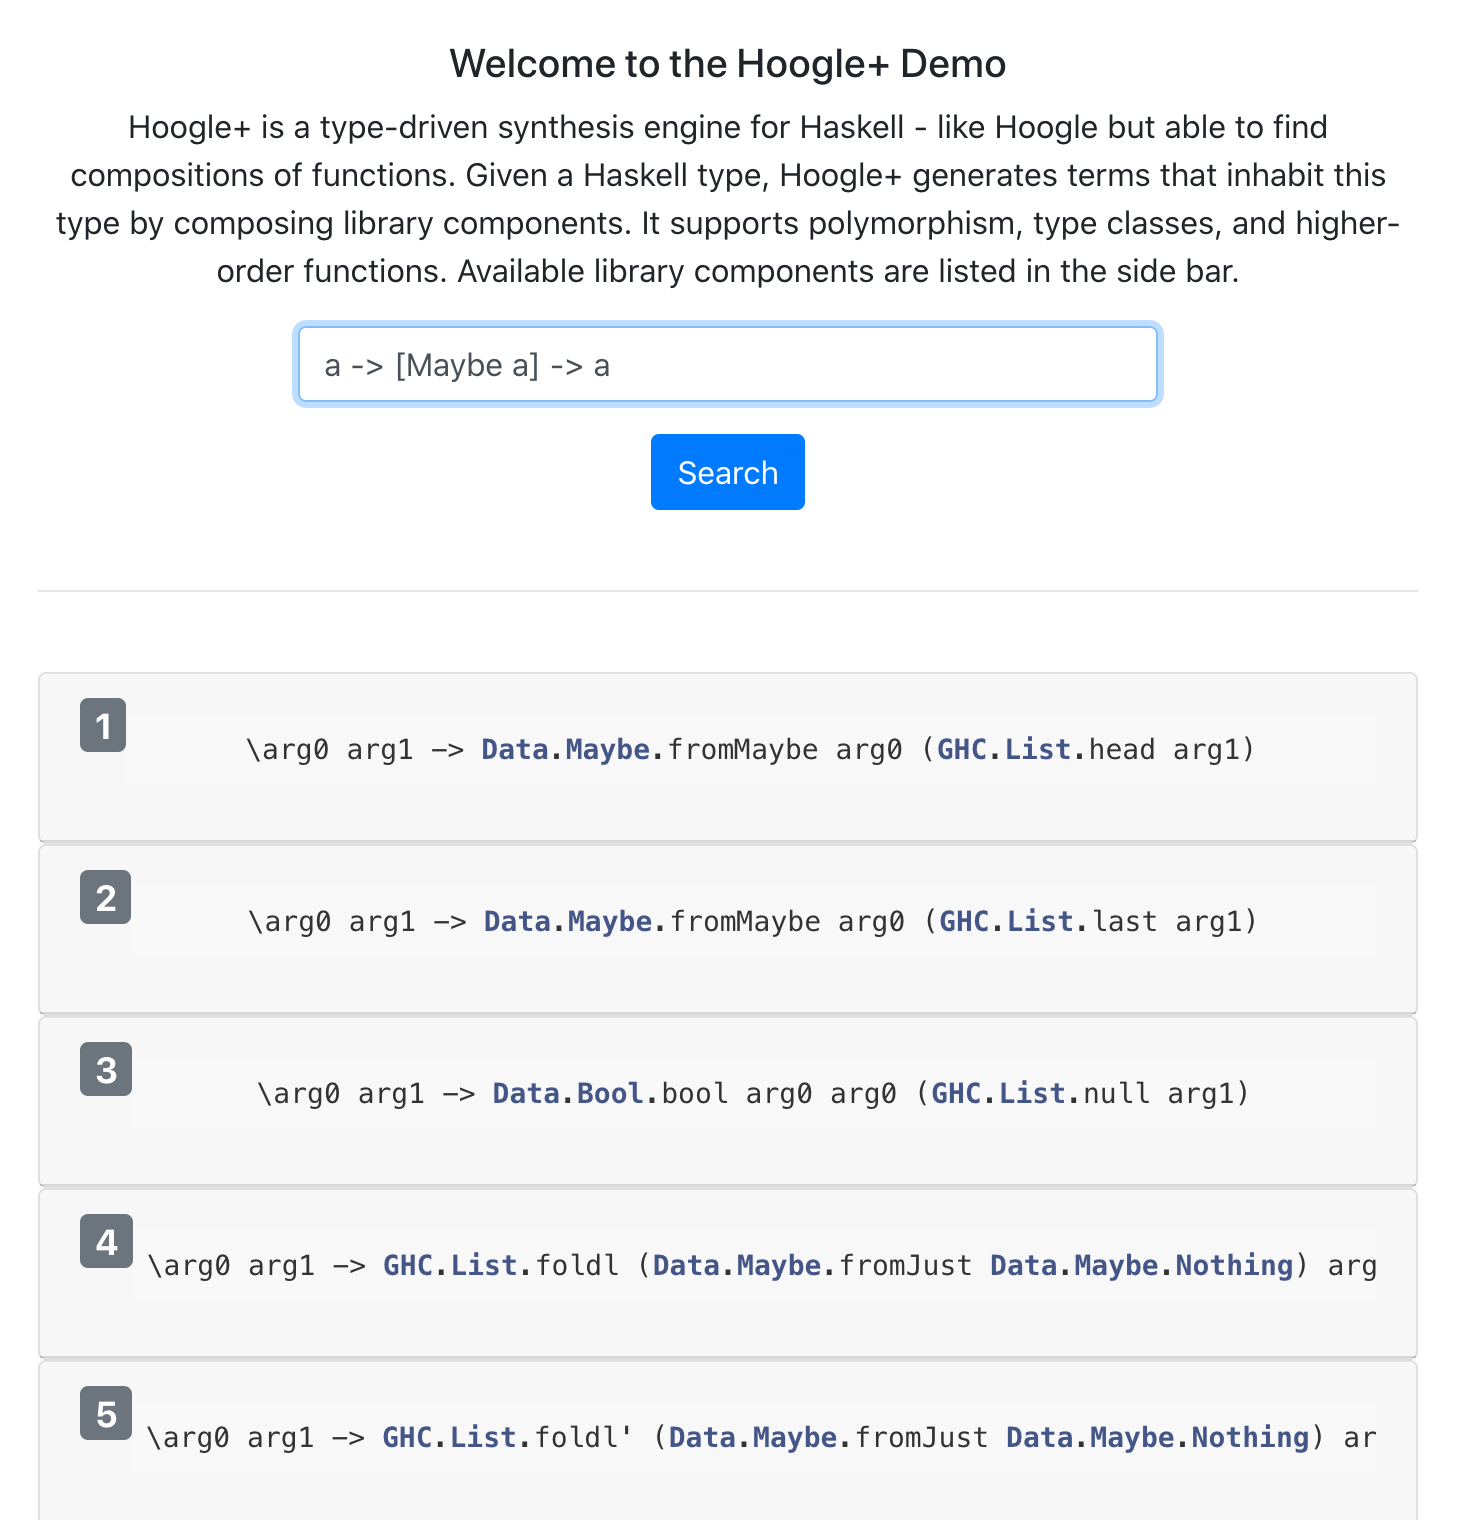 Welcome to the Hoogle+ Demo
Hoogle+ is a type-driven synthesis engine for Haskell - like Hoogle but able to find
compositions of functions. Given a Haskell type, Hoogle+ generates terms that inhabit this
type by composing library components. It supports polymorphism, type classes, and higher-
order functions. Available library components are listed in the side bar.
a -> [Maybe a] -> a
Search
1
\arg0 arg1 -> Data.Maybe.fromMaybe arg0 (GHC.List.head arg1)
2
\arg0 arg1 -> Data.Maybe.fromMaybe arg0 (GHC.List.last arg1)
3
\arg0 arg1 -> Data.Bool.bool arg0 arg0 (GHC.List.null arg1)
4
\arg0 arg1 -> GHC.List.foldl (Data.Maybe.fromJust Data.Maybe.Nothing) arg
5
\arg0 arg1 -> GHC.List.foldl' (Data.Maybe.fromJust Data.Maybe.Nothing) ar